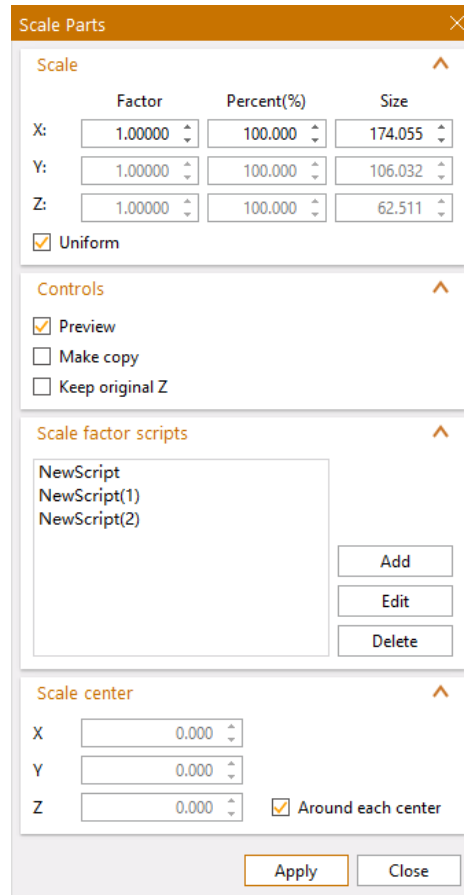 Scale Parts
Scale
Factor Percent(%) Size
X: 1.00000 100.000 174.055
Y: 1.00000 100.000 106.032
Z: 1.00000 100.000 62.511
Uniform
Controls
Preview
Make copy
Keep original Z
Scale factor scripts
NewScript
NewScript(1)
NewScript(2)
Add
Edit
Delete
Scale center
X 0.000
Y 0.000
Z 0.000 Around each center
Apply Close